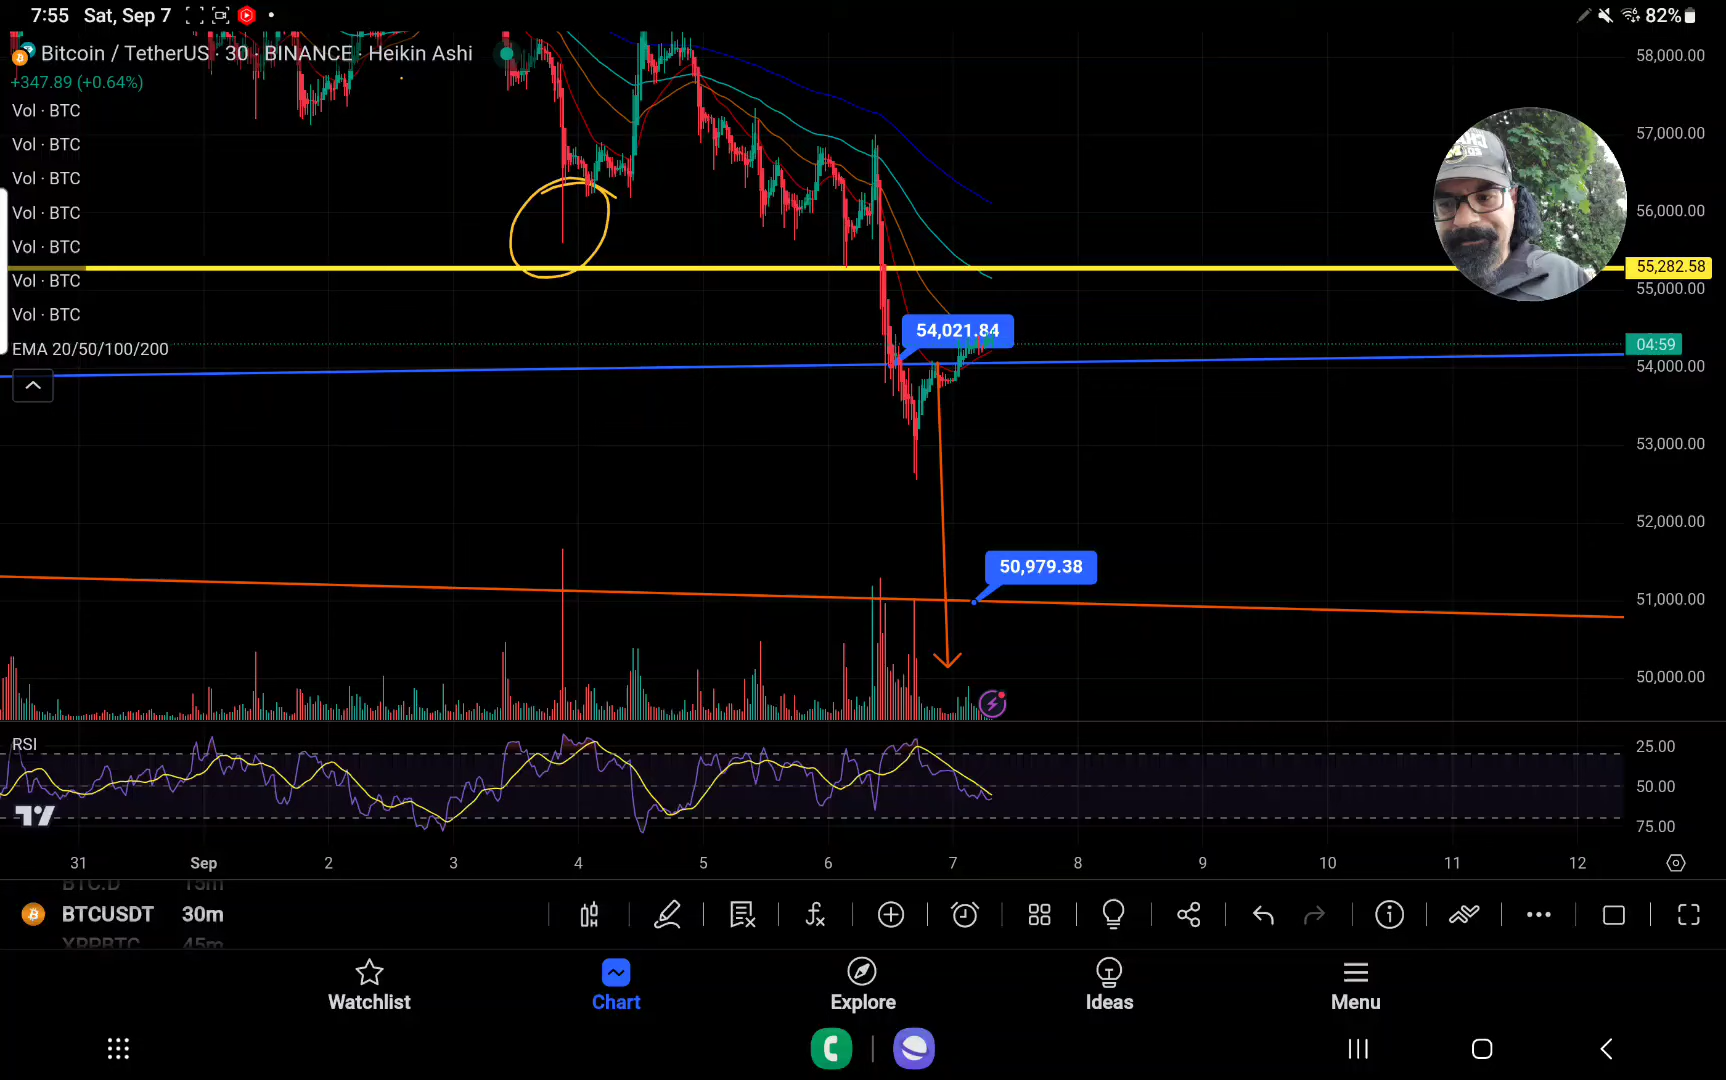 7:55 Sat, Sep 7 82%
Bitcoin / TetherUS · 30 · BINANCE · Heikin Ashi
+347.89 (+0.64%)
Vol · BTC
Vol · BTC
Vol · BTC
Vol · BTC
Vol · BTC
Vol · BTC
Vol · BTC
EMA 20/50/100/200
58,000.00
57,000.00
56,000.00
55,282.58
55,000.00
54,021.84
04:59
54,000.00
53,000.00
52,000.00
50,979.38
51,000.00
50,000.00
RSI
25.00
50.00
75.00
31 Sep 2 3 4 5 6 7 8 9 10 11 12
BTC.D 15m
BTCUSDT 30m
XRPBTC 45m
Watchlist Chart Explore Ideas Menu